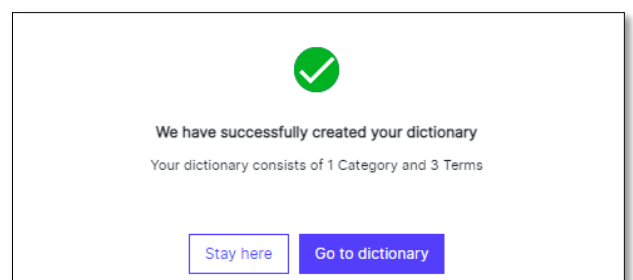 We have successfully created your dictionary
Your dictionary consists of 1 Category and 3 Terms
Stay here
Go to dictionary